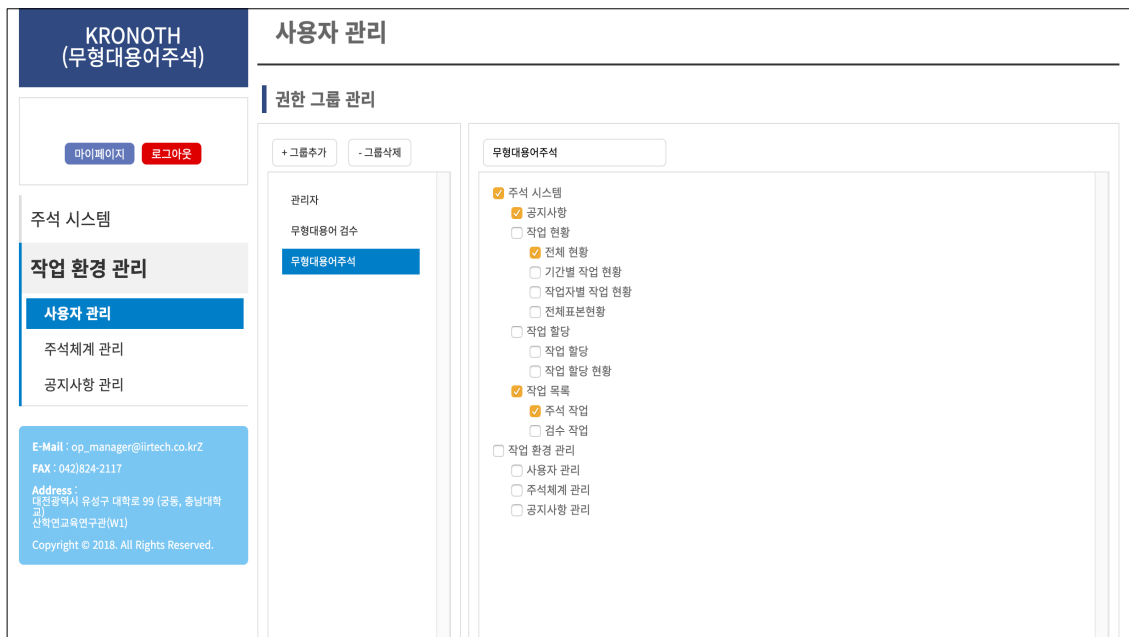 KRONOTH
(무형대용어주석)
마이페이지
로그아웃
주석 시스템
작업 환경 관리
사용자 관리
주석체계 관리
공지사항 관리
E-Mail : op_manager@iirtech.co.krZ
FAX : 042)824-2117
Address :
대전광역시 유성구 대학로 99 (궁동, 충남대학
교)
산학연교육연구관(W1)
Copyright © 2018. All Rights Reserved.
사용자 관리
권한 그룹 관리
+ 그룹추가
- 그룹삭제
관리자
무형대용어 검수
무형대용어주석
무형대용어주석
주석 시스템
공지사항
작업 현황
전체 현황
기간별 작업 현황
작업자별 작업 현황
전체표본현황
작업 할당
작업 할당
작업 할당 현황
작업 목록
주석 작업
검수 작업
작업 환경 관리
사용자 관리
주석체계 관리
공지사항 관리